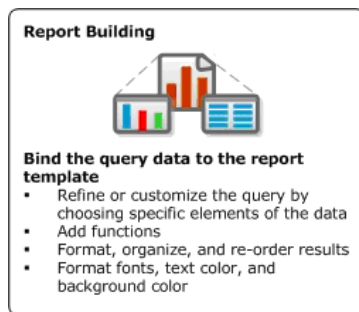 Report Building
Bind the query data to the report
template
▪ Refine or customize the query by
choosing specific elements of the data
▪ Add functions
▪ Format, organize, and re-order results
▪ Format fonts, text color, and
background color